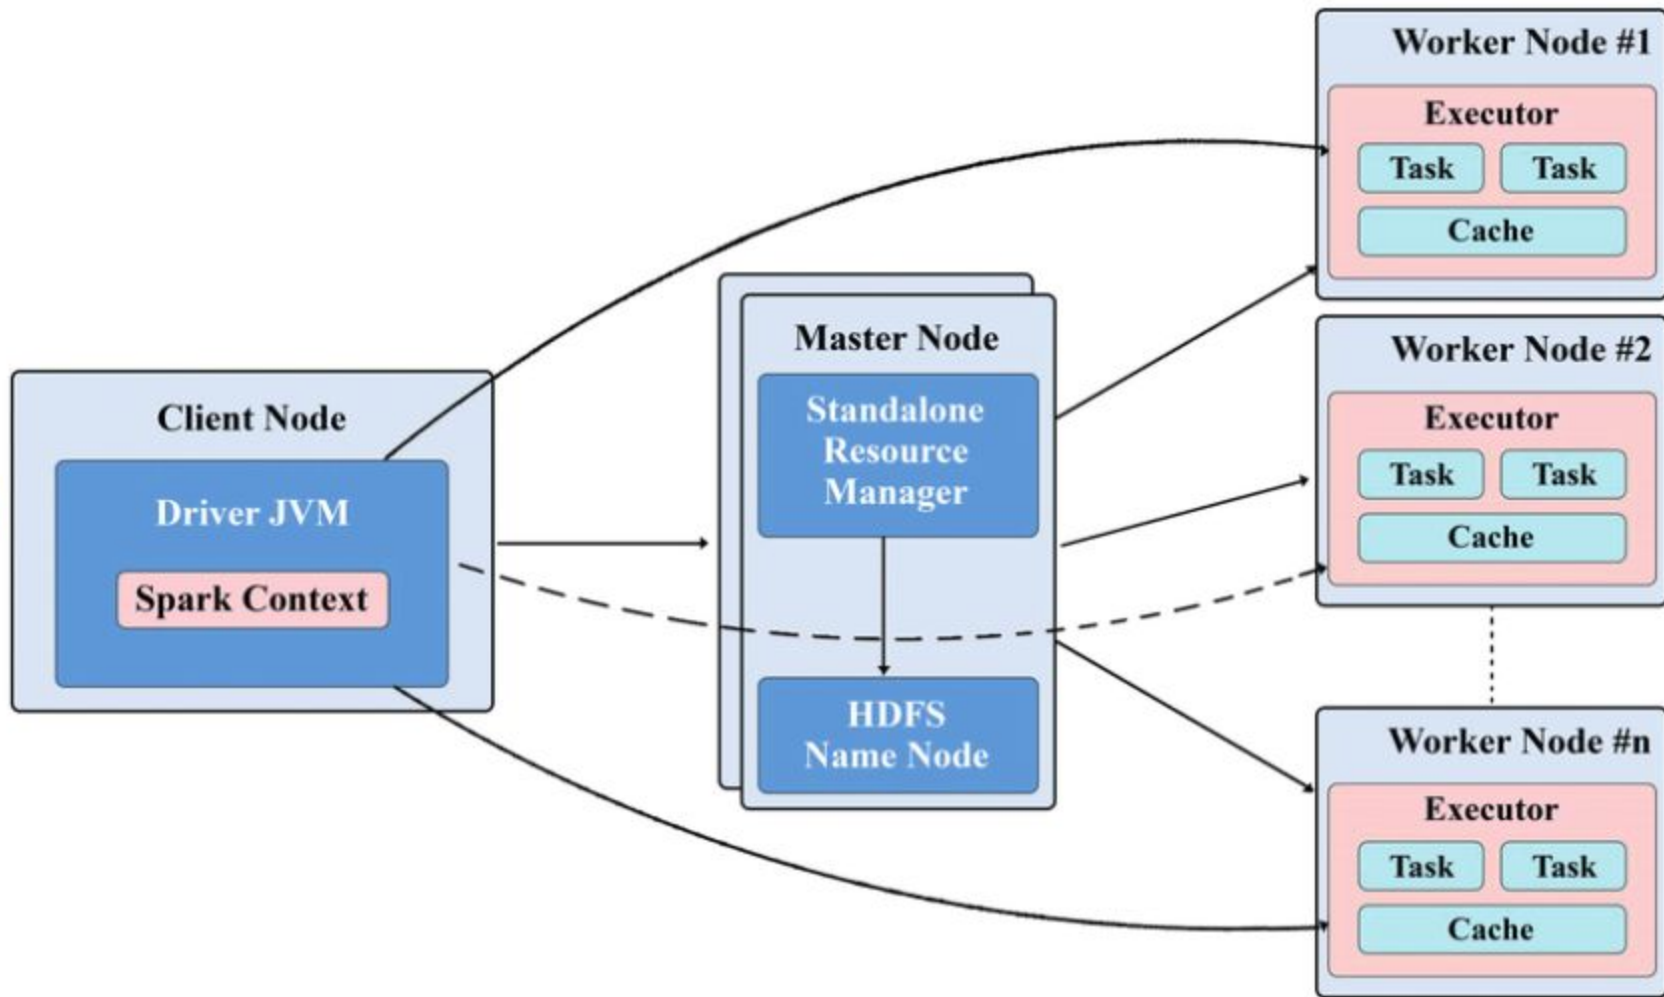 Client Node
Driver JVM
Spark Context
Master Node
Standalone
Resource
Manager
HDFS
Name Node
Worker Node #1
Executor
Task Task
Cache
Worker Node #2
Executor
Task Task
Cache
Worker Node #n
Executor
Task Task
Cache